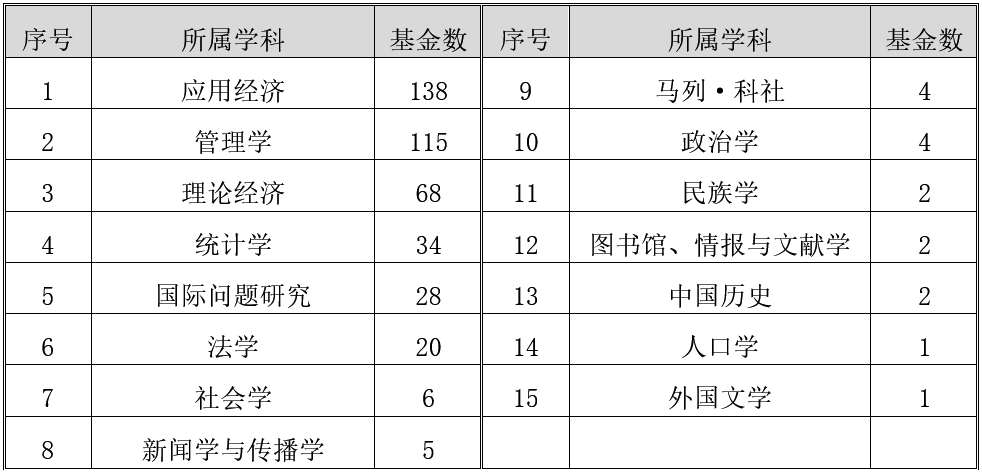 序号 所属学科 基金数 序号 所属学科 基金数
1 应用经济 138 9 马列·科社 4
2 管理学 115 10 政治学 4
3 理论经济 68 11 民族学 2
4 统计学 34 12 图书馆、情报与文献学 2
5 国际问题研究 28 13 中国历史 2
6 法学 20 14 人口学 1
7 社会学 6 15 外国文学 1
8 新闻学与传播学 5